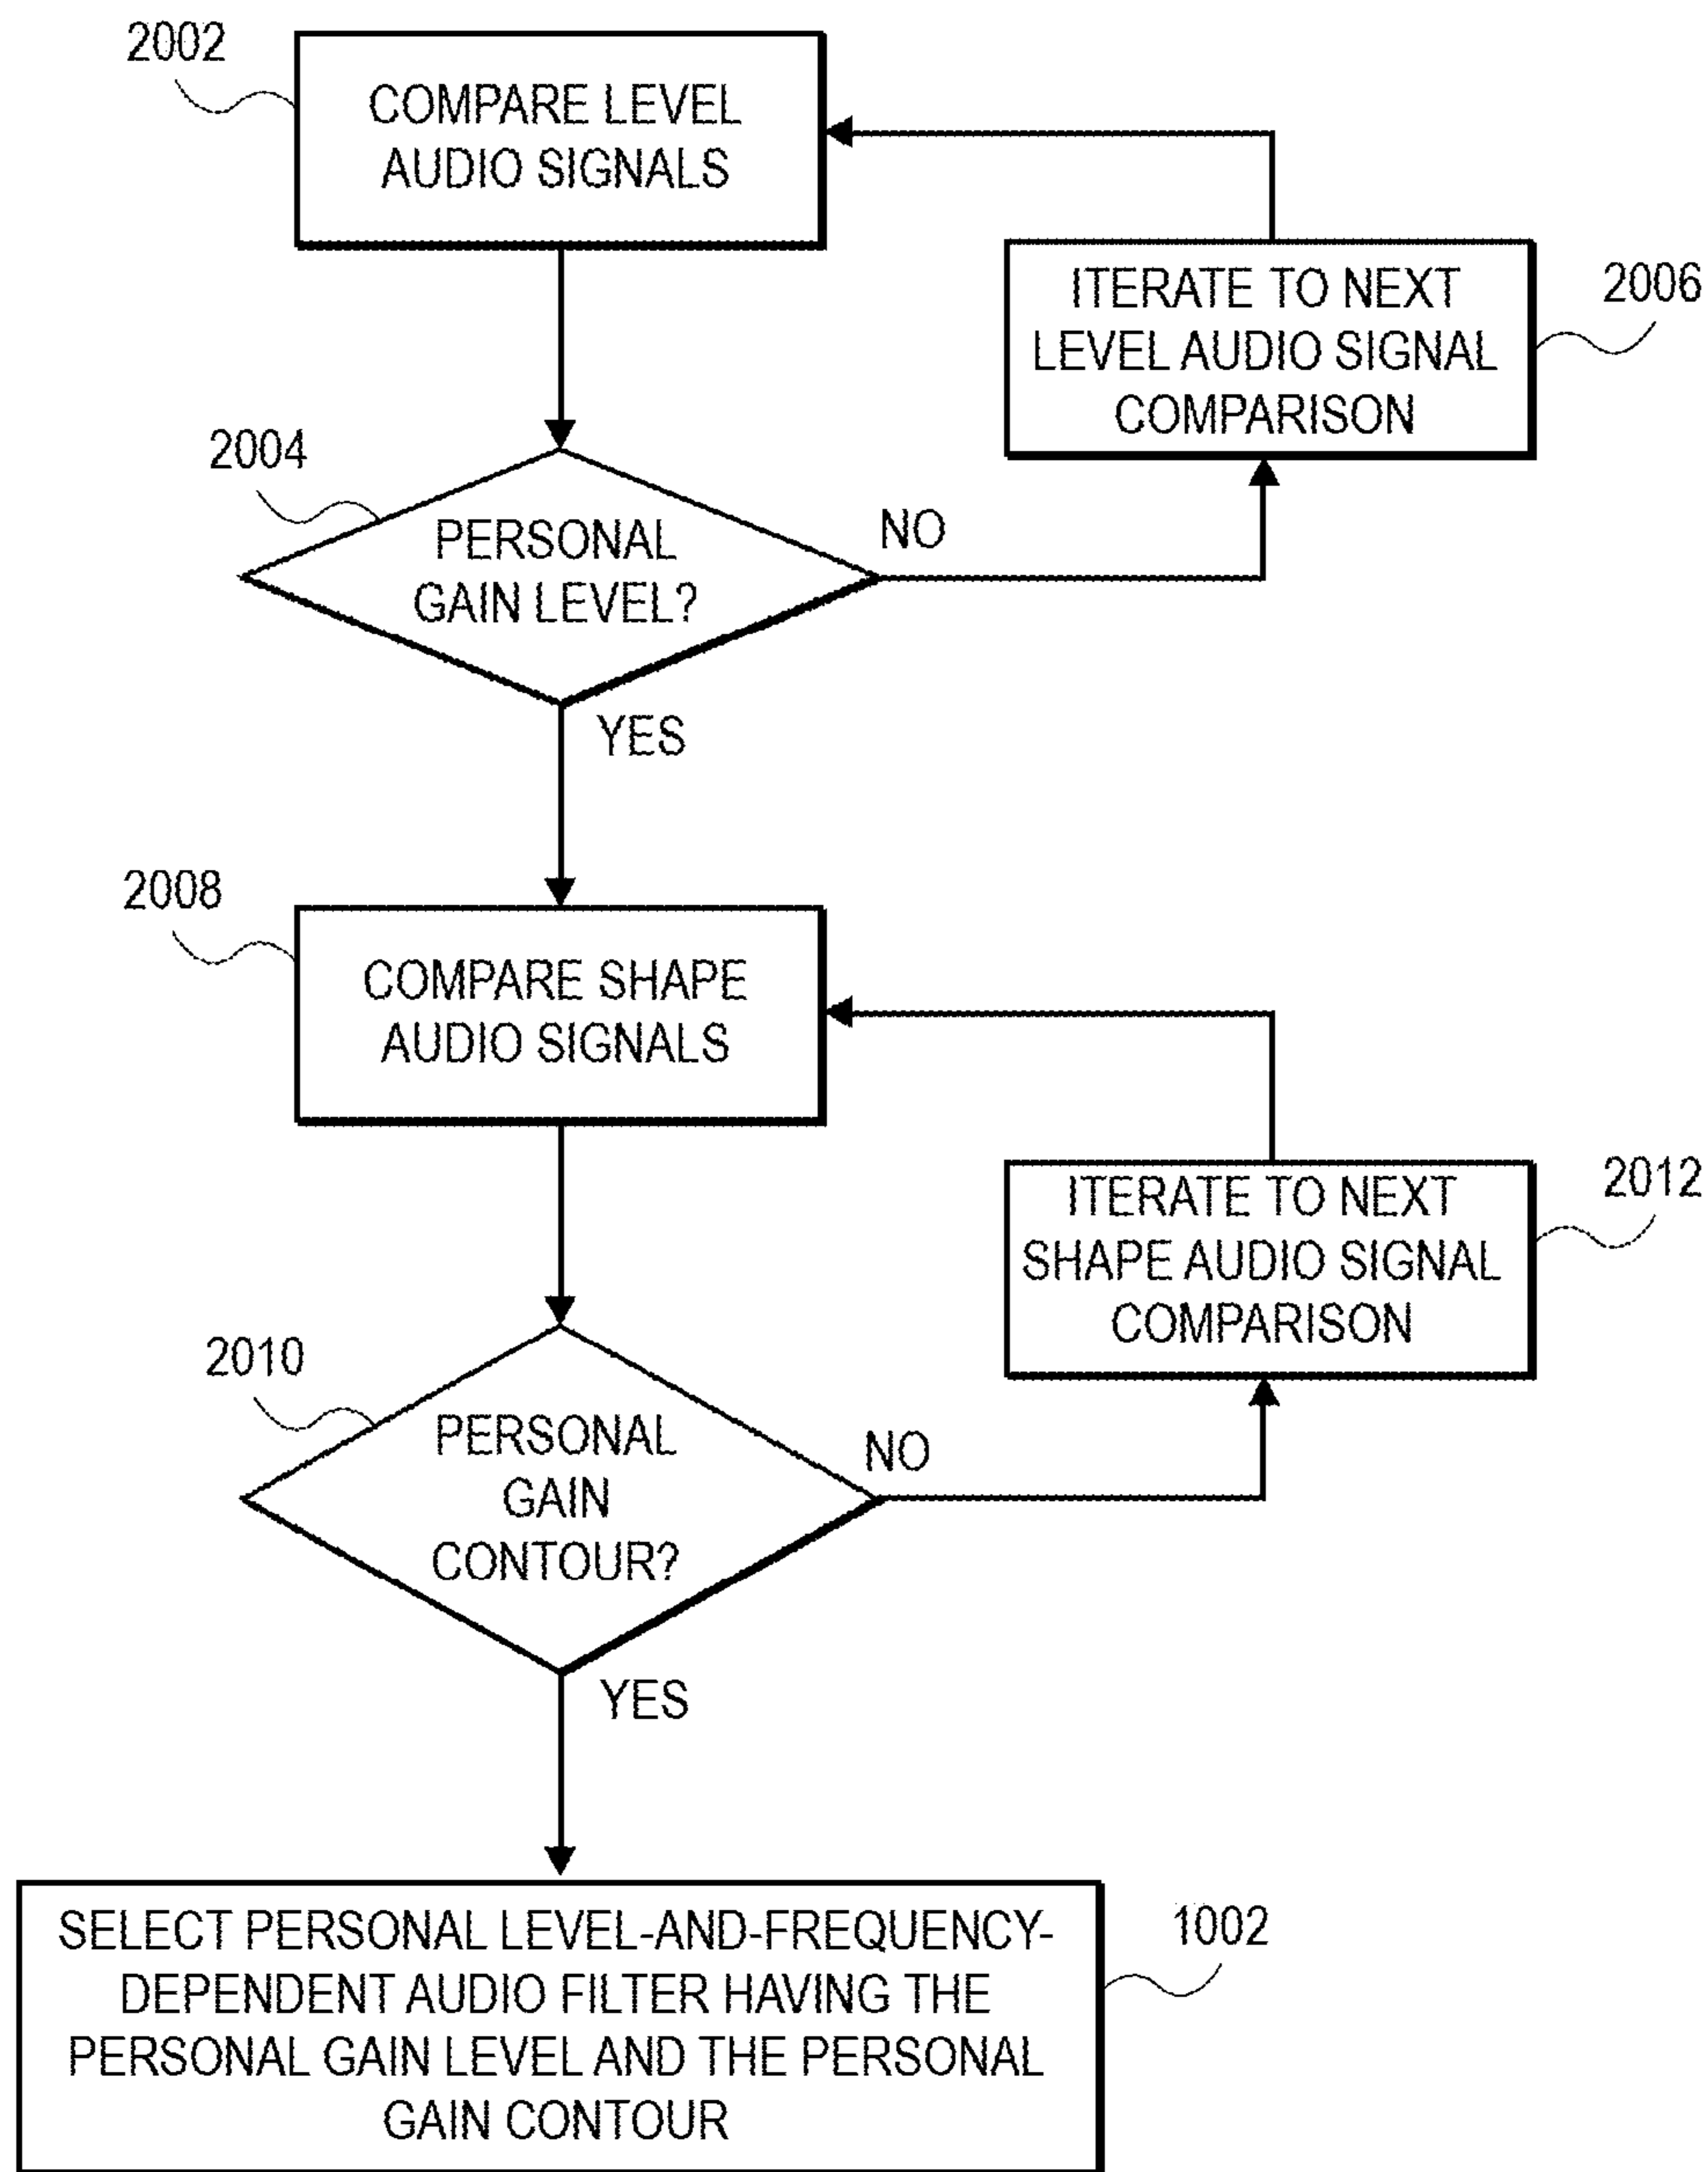 2002
COMPARE LEVEL
AUDIO SIGNALS
ITERATE TO NEXT
LEVEL AUDIO SIGNAL
COMPARISON
2006
2004
PERSONAL
GAIN LEVEL?
NO
YES
2008
COMPARE SHAPE
AUDIO SIGNALS
ITERATE TO NEXT
SHAPE AUDIO SIGNAL
COMPARISON
2012
2010
PERSONAL
GAIN
CONTOUR?
NO
YES
SELECT PERSONAL LEVEL-AND-FREQUENCY-
DEPENDENT AUDIO FILTER HAVING THE
PERSONAL GAIN LEVEL AND THE PERSONAL
GAIN CONTOUR
1002